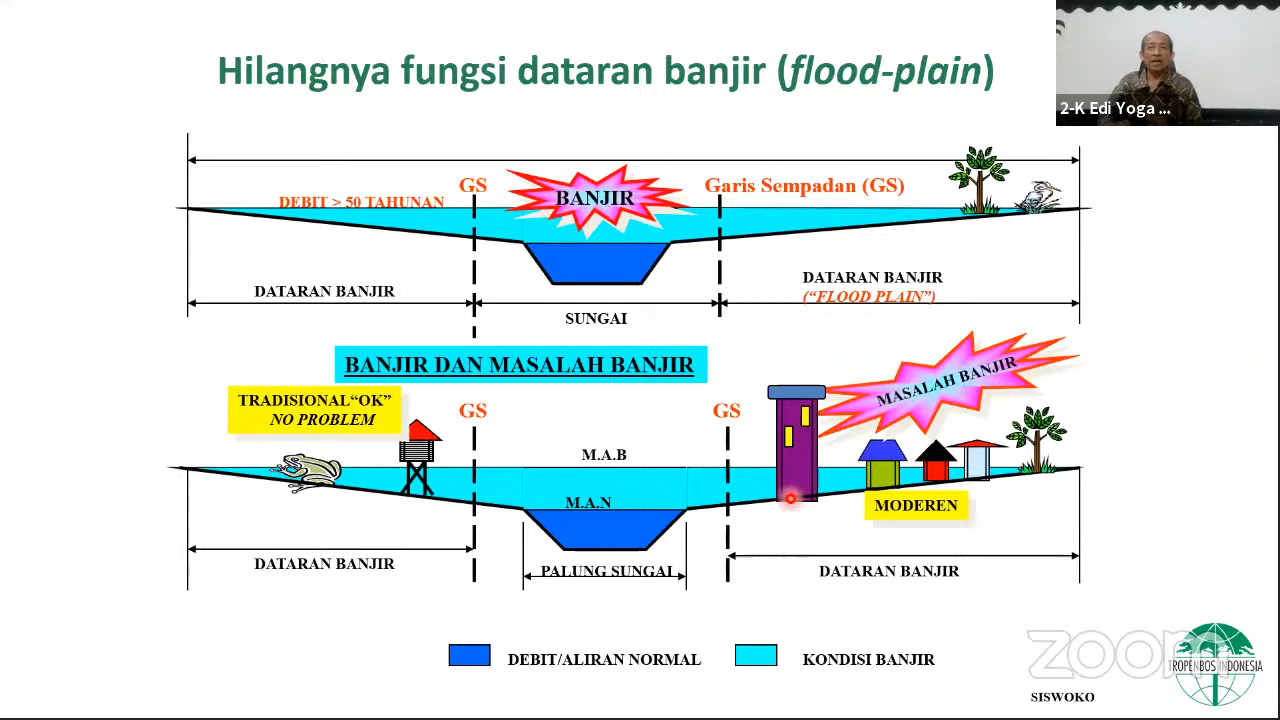 Hilangnya fungsi dataran banjir (flood-plain)
2-K Edi Yoga ...
GS
BANJIR
Garis Sempadan (GS)
DEBIT > 50 TAHUNAN
DATARAN BANJIR
SUNGAI
DATARAN BANJIR
(“FLOOD PLAIN”)
BANJIR DAN MASALAH BANJIR
TRADISIONAL“OK”
NO PROBLEM
GS
GS
MASALAH BANJIR
M.A.B
M.A.N
MODEREN
DATARAN BANJIR
PALUNG SUNGAI
DATARAN BANJIR
DEBIT/ALIRAN NORMAL
KONDISI BANJIR
zoom
TROPENBOS INDONESIA
SISWOKO